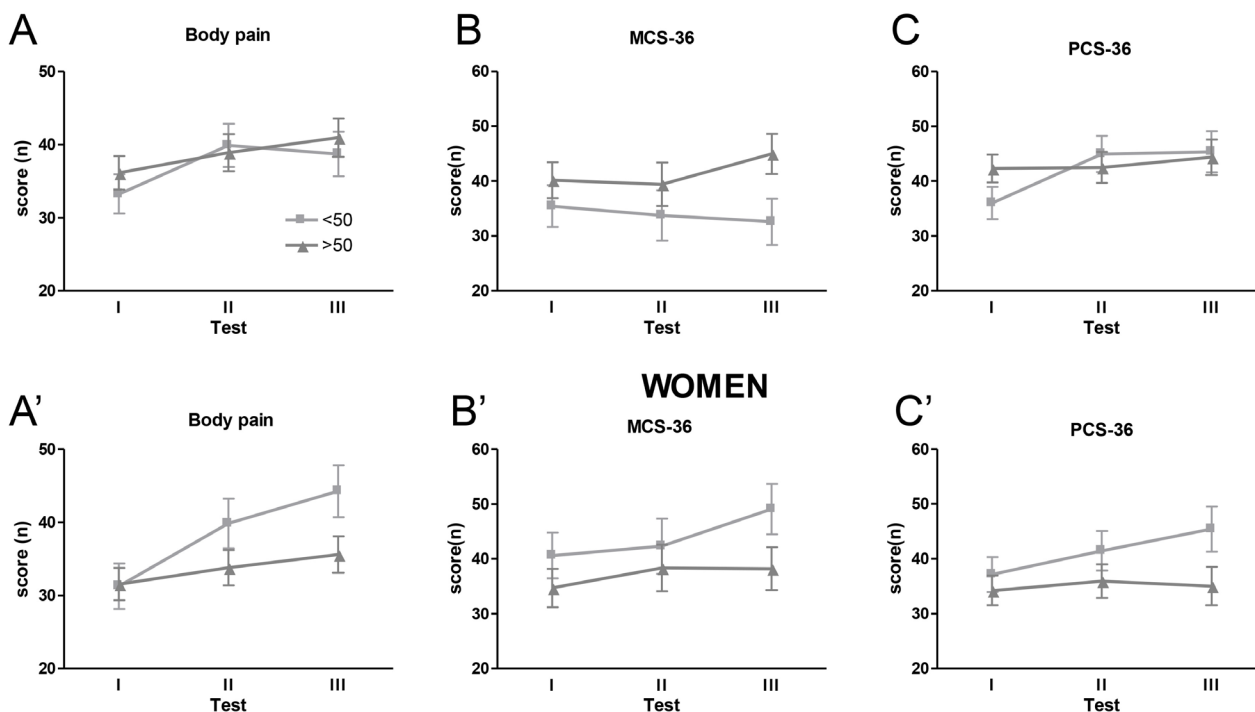 A
Body pain
50
40
30
20
score (n)
<50
>50
I II III
Test
B
MCS-36
60
50
40
30
20
score(n)
I II III
Test
C
PCS-36
60
50
40
30
20
score(n)
I II III
Test
WOMEN
A'
Body pain
50
40
30
20
score (n)
I II III
Test
B'
MCS-36
60
50
40
30
20
score(n)
I II III
Test
C'
PCS-36
60
50
40
30
20
score(n)
I II III
Test